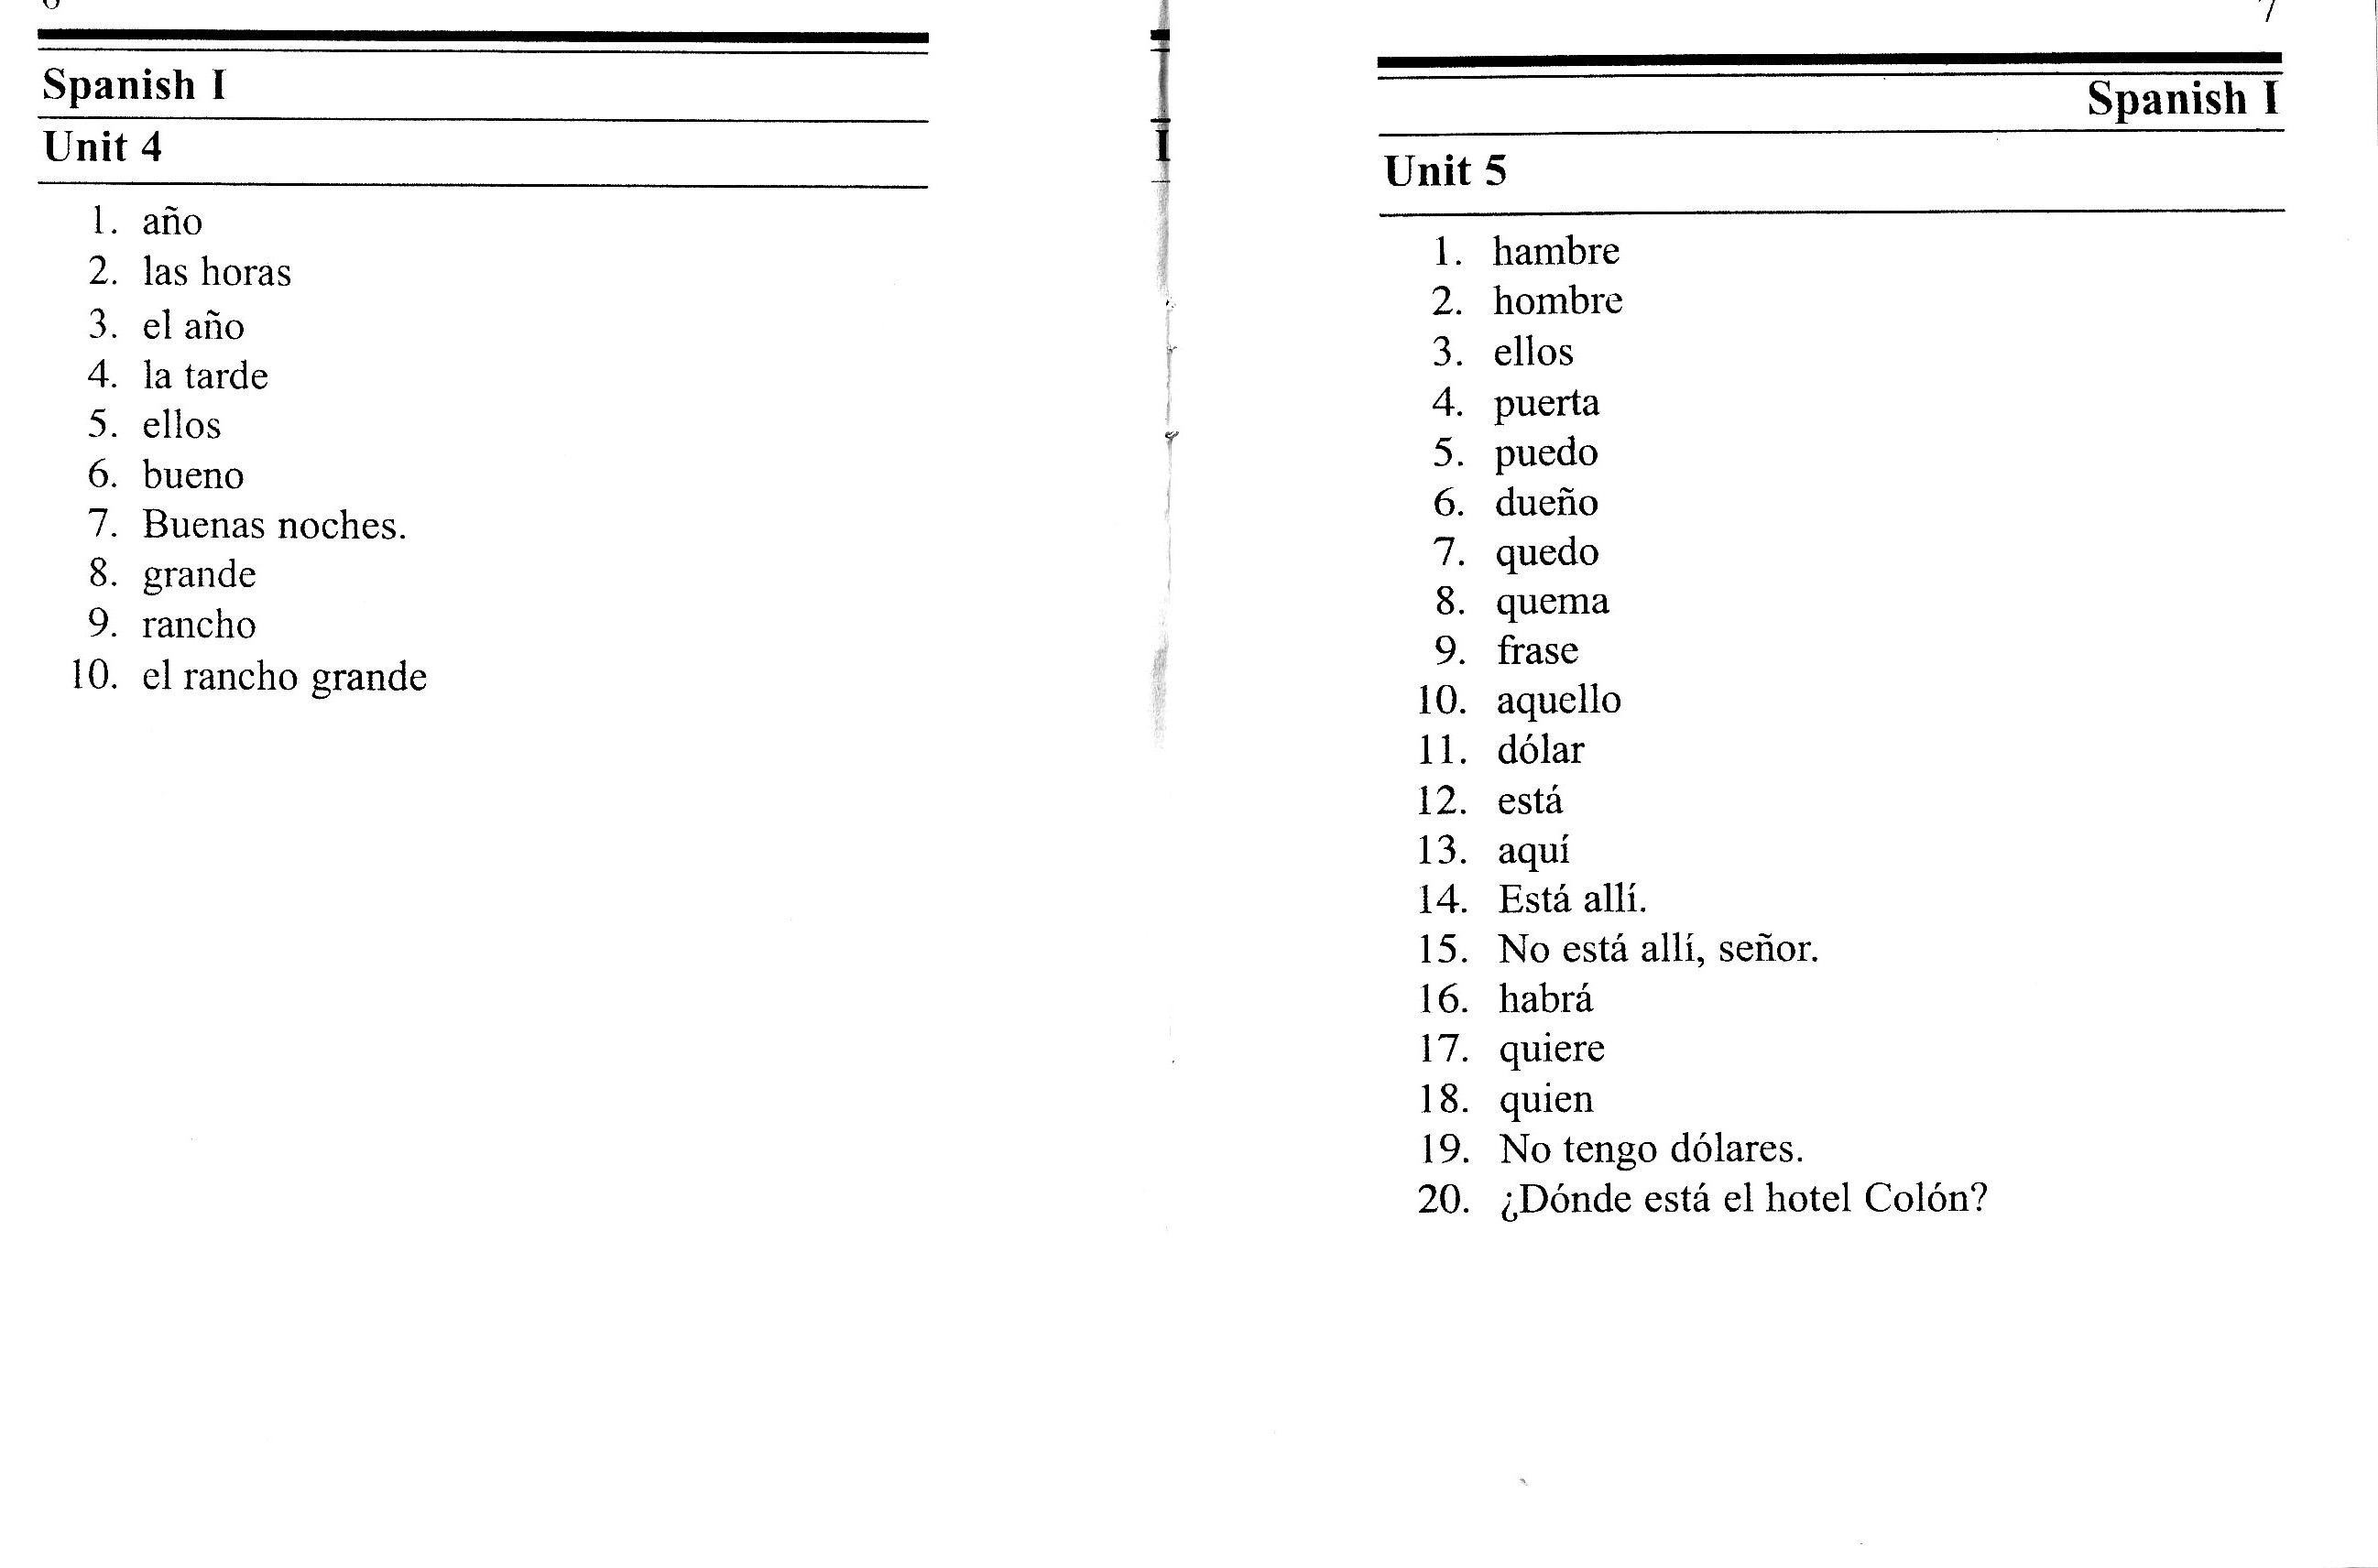 Spanish I
Unit 4
1. año
2. las horas
3. el año
4. la tarde
5. ellos
6. bueno
7. Buenas noches.
8. grande
9. rancho
10. el rancho grande
7
Spanish I
Unit 5
1. hambre
2. hombre
3. ellos
4. puerta
5. puedo
6. dueño
7. quedo
8. quema
9. frase
10. aquello
11. dólar
12. está
13. aquí
14. Está allí.
15. No está allí, señor.
16. habrá
17. quiere
18. quien
19. No tengo dólares.
20. ¿Dónde está el hotel Colón?